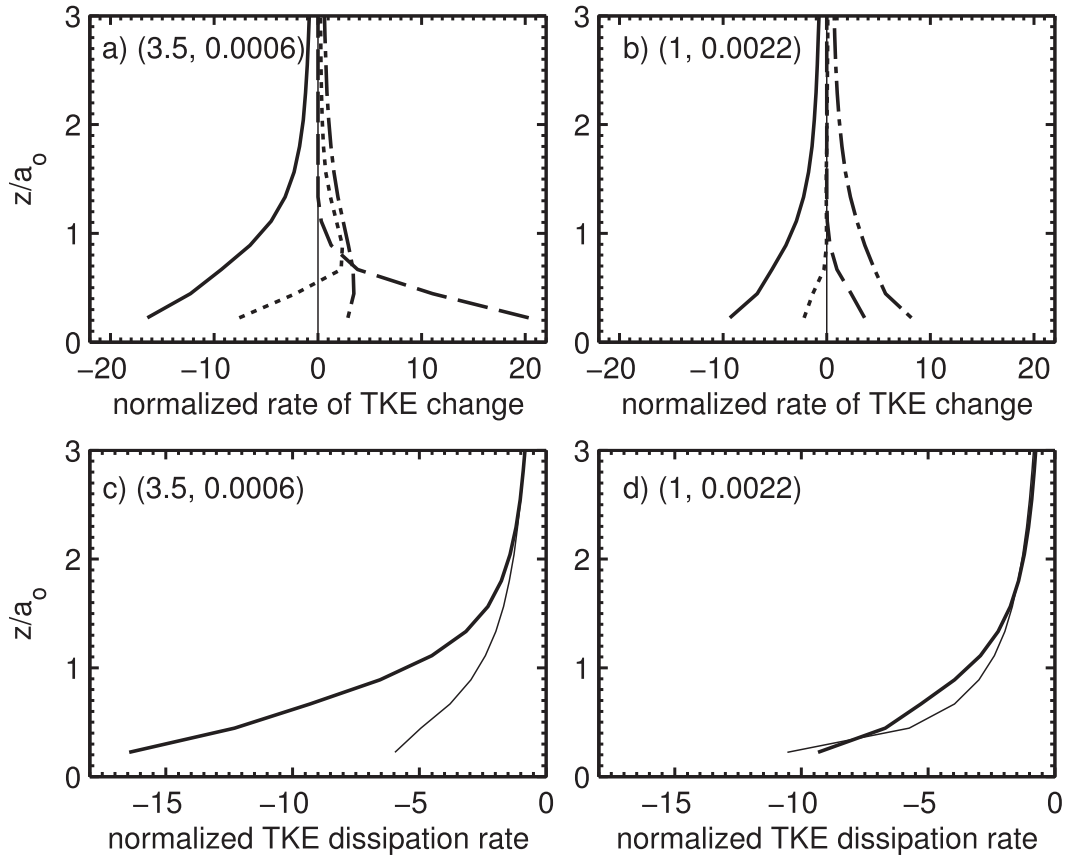 a) (3.5, 0.0006)
b) (1, 0.0022)
3
2
1
0
z/a₀
−20 −10 0 10 20
normalized rate of TKE change
3
2
1
0
−20 −10 0 10 20
normalized rate of TKE change
c) (3.5, 0.0006)
d) (1, 0.0022)
3
2
1
0
z/a₀
−15 −10 −5 0
normalized TKE dissipation rate
3
2
1
0
−15 −10 −5 0
normalized TKE dissipation rate